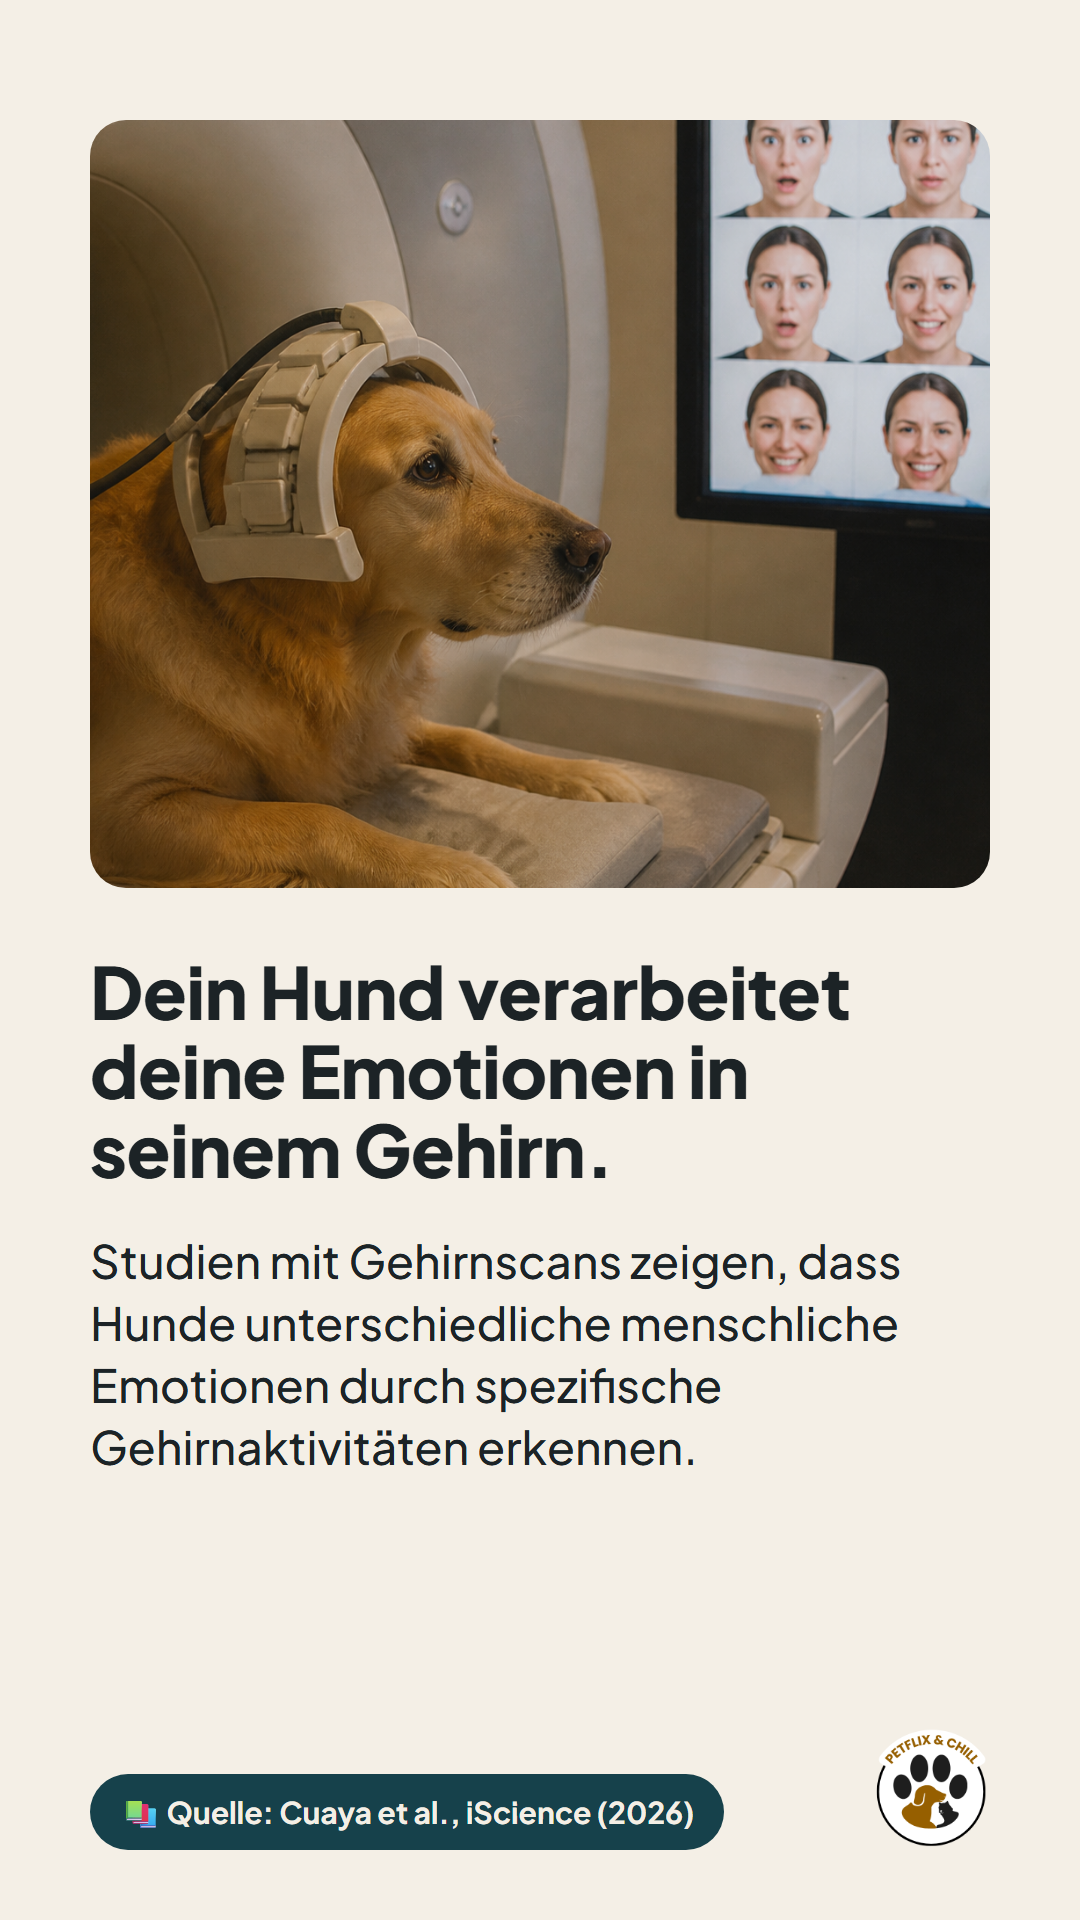 Dein Hund verarbeitet
deine Emotionen in
seinem Gehirn.
Studien mit Gehirnscans zeigen, dass
Hunde unterschiedliche menschliche
Emotionen durch spezifische
Gehirnaktivitäten erkennen.
Quelle: Cuaya et al., iScience (2026)
PETFLIX & CHILL